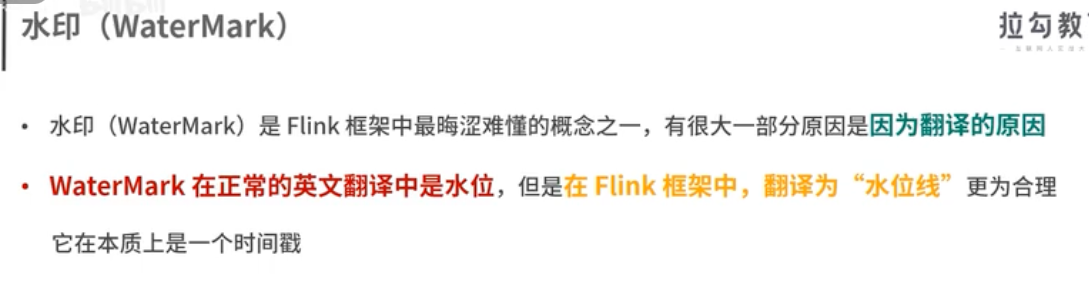 水印（WaterMark）
拉勾教
• 水印（WaterMark）是 Flink 框架中最晦涩难懂的概念之一，有很大一部分原因是因为翻译的原因
• WaterMark 在正常的英文翻译中是水位，但是在 Flink 框架中，翻译为“水位线”更为合理
它在本质上是一个时间戳